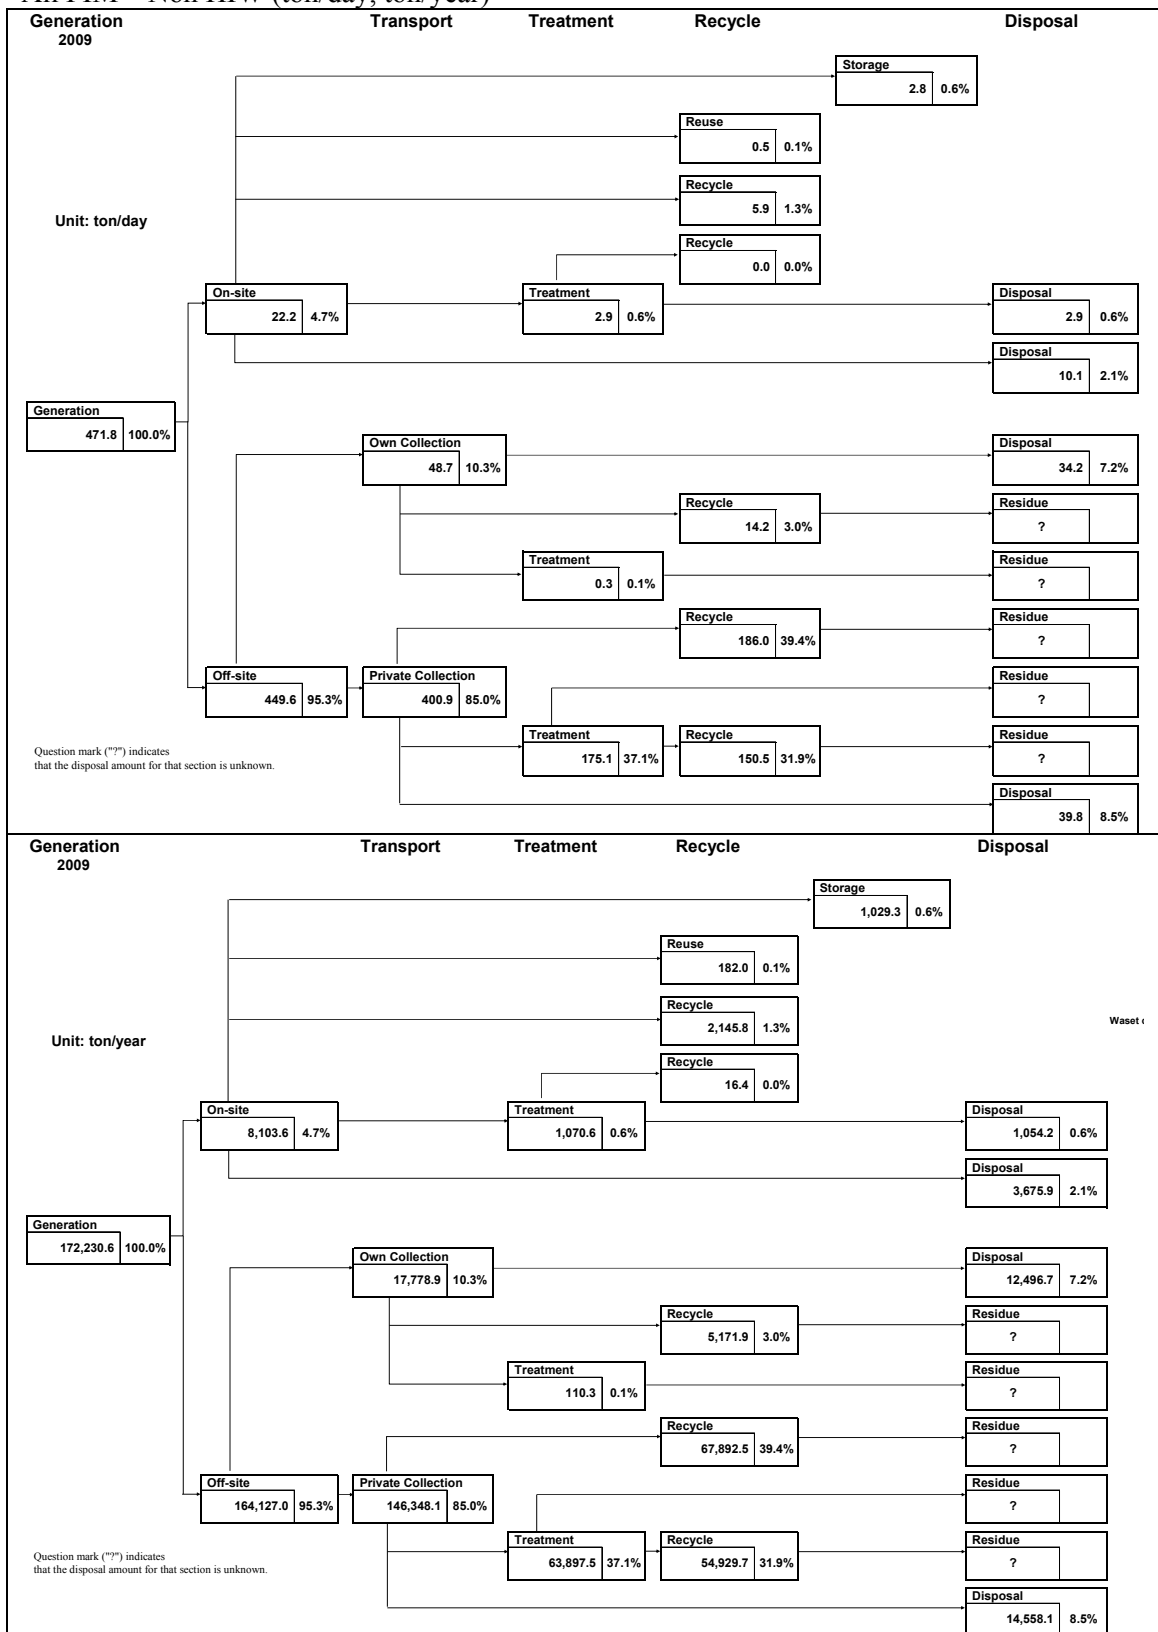 All PIM – Non HIW (ton/day, ton/year)
Generation Transport Treatment Recycle Disposal
2009
Storage
2.8 0.6%
Reuse
0.5 0.1%
Recycle
5.9 1.3%
Unit: ton/day
Recycle
0.0 0.0%
On-site Treatment Disposal
22.2 4.7% 2.9 0.6% 2.9 0.6%
Disposal
10.1 2.1%
Generation
471.8 100.0%
Own Collection Disposal
48.7 10.3% 34.2 7.2%
Recycle Residue
14.2 3.0% ?
Treatment Residue
0.3 0.1% ?
Recycle Residue
186.0 39.4% ?
Off-site Private Collection Residue
449.6 95.3% 400.9 85.0% ?
Treatment Recycle Residue
175.1 37.1% 150.5 31.9% ?
Question mark ("?") indicates
that the disposal amount for that section is unknown.
Disposal
39.8 8.5%
Generation Transport Treatment Recycle Disposal
2009
Storage
1,029.3 0.6%
Reuse
182.0 0.1%
Recycle
2,145.8 1.3%
Waset
Unit: ton/year
Recycle
16.4 0.0%
On-site Treatment Disposal
8,103.6 4.7% 1,070.6 0.6% 1,054.2 0.6%
Disposal
3,675.9 2.1%
Generation
172,230.6 100.0%
Own Collection Disposal
17,778.9 10.3% 12,496.7 7.2%
Recycle Residue
5,171.9 3.0% ?
Treatment Residue
110.3 0.1% ?
Recycle Residue
67,892.5 39.4% ?
Off-site Private Collection Residue
164,127.0 95.3% 146,348.1 85.0% ?
Treatment Recycle Residue
63,897.5 37.1% 54,929.7 31.9% ?
Question mark ("?") indicates
that the disposal amount for that section is unknown.
Disposal
14,558.1 8.5%